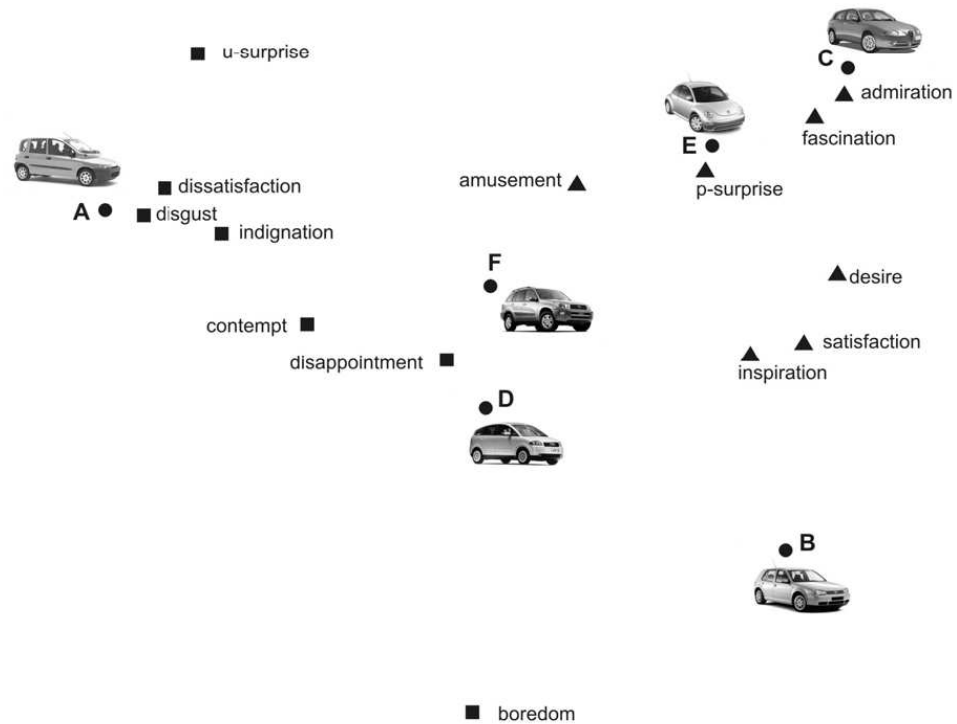 u-surprise
C
admiration
fascination
E
p-surprise
amusement
dissatisfaction
A
disgust
indignation
F
desire
contempt
disappointment
satisfaction
inspiration
D
B
boredom